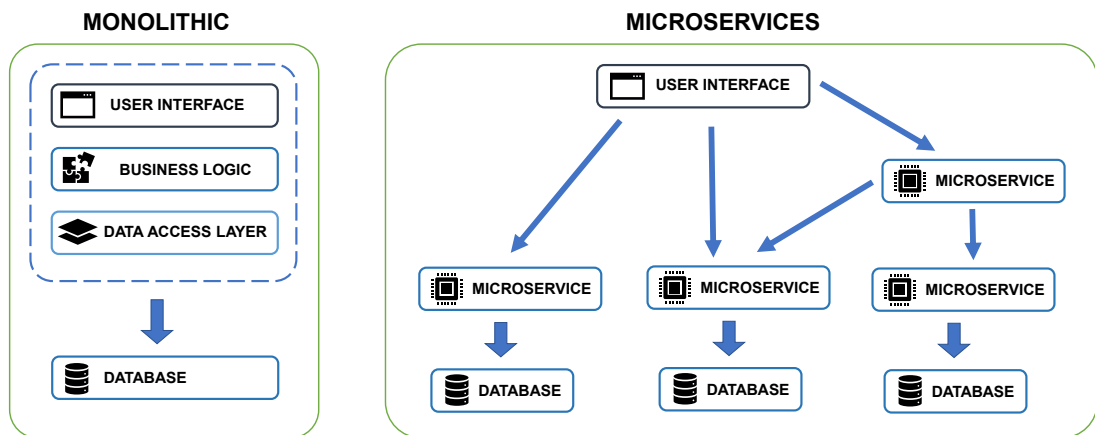 MONOLITHIC
USER INTERFACE
BUSINESS LOGIC
DATA ACCESS LAYER
DATABASE
MICROSERVICES
USER INTERFACE
MICROSERVICE
MICROSERVICE
MICROSERVICE
MICROSERVICE
DATABASE
DATABASE
DATABASE